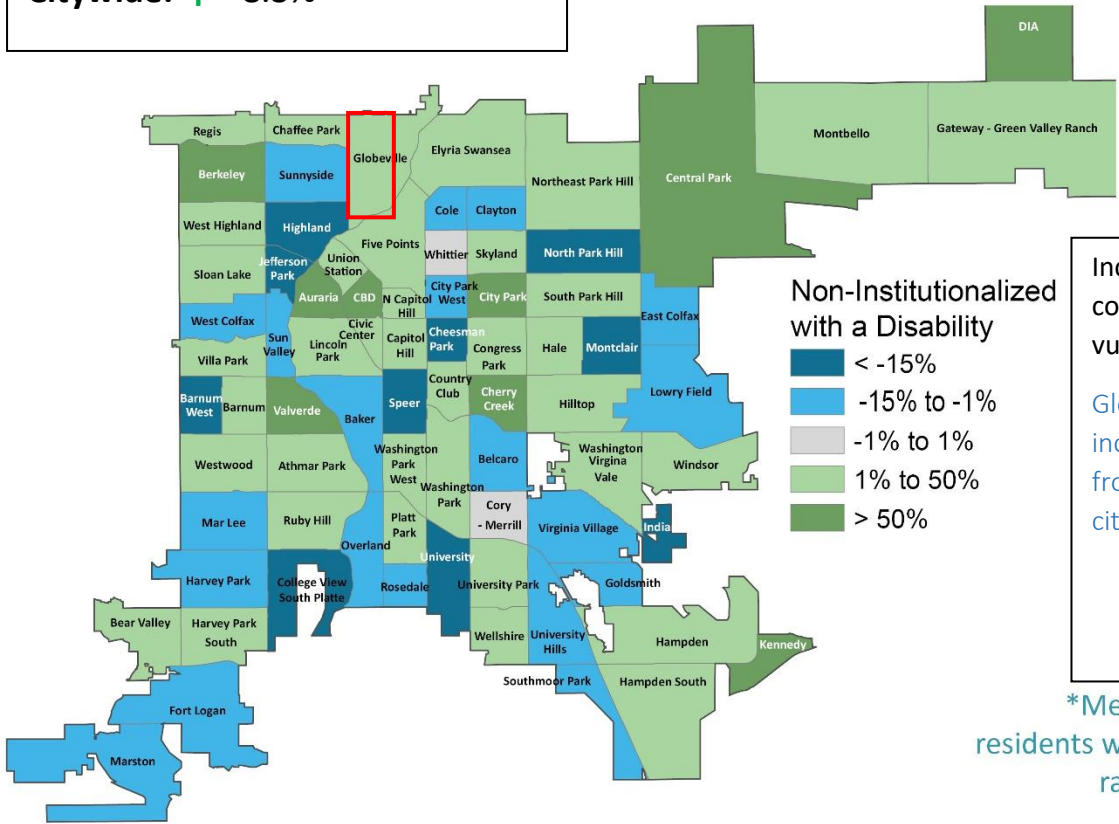 DIA
Regis
Chaffee Park
Globeville
Elyria Swansea
Montbello
Gateway - Green Valley Ranch
Berkeley
Sunnyside
Northeast Park Hill
Central Park
West Highland
Highland
Cole
Clayton
Five Points
Whittier
Skyland
North Park Hill
Sloan Lake
Jefferson
Park
Union
Station
Auraria
CBD
N Capitol
Hill
City Park
West
City Park
South Park Hill
East Colfax
West Colfax
Sun
Valley
Civic
Center
Lincoln
Park
Capitol
Hill
Cheesman
Park
Congress
Park
Hale
Montclair
Villa Park
Barnum
West
Barnum
Valverde
Baker
Speer
Country
Club
Cherry
Creek
Hilltop
Lowry Field
Westwood
Athmar Park
Washington
Park
West
Washington
Park
Belcaro
Washington
Virgina
Vale
Windsor
Mar Lee
Ruby Hill
Overland
Platt
Park
Cory
- Merrill
Virginia Village
India
University
Harvey Park
College View
South Platte
Rosedale
University Park
Goldsmith
Bear Valley
Harvey Park
South
Wellshire
University
Hills
Hampden
Kennedy
Southmoor Park
Hampden South
Fort Logan
Marston
Non-Institutionalized
with a Disability
< -15%
-15% to -1%
-1% to 1%
1% to 50%
> 50%
*Me
residents w
ra